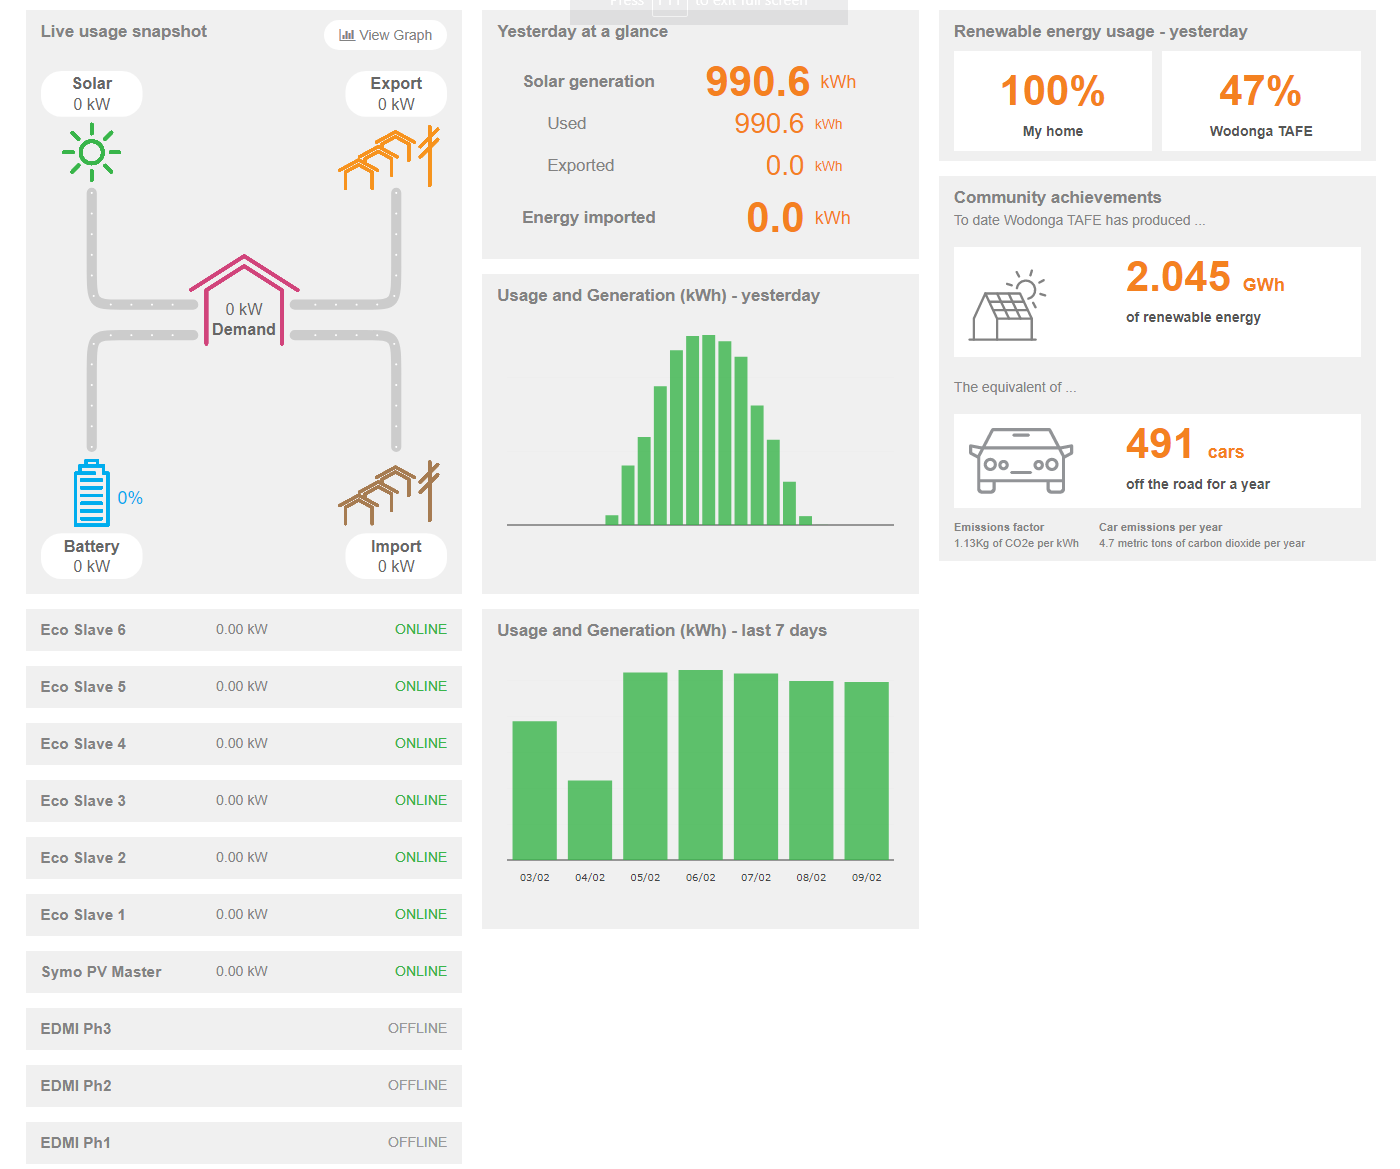 Press F11 to exit full screen
Live usage snapshot
View Graph
Solar
0 kW
Export
0 kW
0 kW
Demand
0%
Battery
0 kW
Import
0 kW
Eco Slave 6 0.00 kW ONLINE
Eco Slave 5 0.00 kW ONLINE
Eco Slave 4 0.00 kW ONLINE
Eco Slave 3 0.00 kW ONLINE
Eco Slave 2 0.00 kW ONLINE
Eco Slave 1 0.00 kW ONLINE
Symo PV Master 0.00 kW ONLINE
EDMI Ph3 OFFLINE
EDMI Ph2 OFFLINE
EDMI Ph1 OFFLINE
Yesterday at a glance
Solar generation 990.6 kWh
Used 990.6 kWh
Exported 0.0 kWh
Energy imported 0.0 kWh
Usage and Generation (kWh) - yesterday
Usage and Generation (kWh) - last 7 days
03/02 04/02 05/02 06/02 07/02 08/02 09/02
Renewable energy usage - yesterday
100%
My home
47%
Wodonga TAFE
Community achievements
To date Wodonga TAFE has produced ...
2.045 GWh
of renewable energy
The equivalent of ...
491 cars
off the road for a year
Emissions factor
1.13Kg of CO2e per kWh
Car emissions per year
4.7 metric tons of carbon dioxide per year